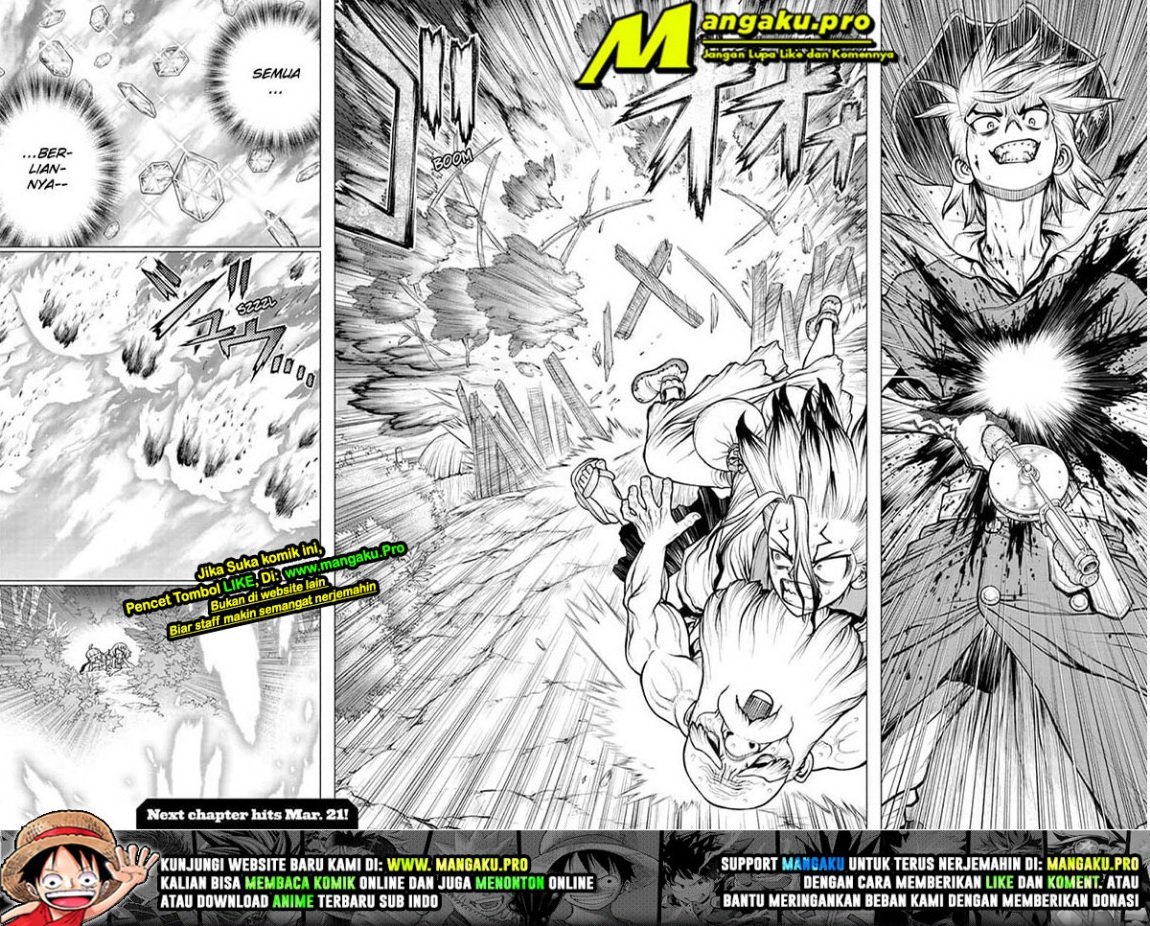 Mangaku.pro
Jangan Lupa Like dan Komennya
オオォ
BOOM
SEMUA
...
...BER-
LIAN-
NYA--
SZZZL
Jika Suka komik ini,
Pencet Tombol LIKE, Di: www.mangaku.Pro
Bukan di website lain
Biar staff makin semangat nerjemahin
Next chapter hits Mar. 21!
KUNJUNGI WEBSITE BARU KAMI DI: WWW. MANGAKU.PRO
KALIAN BISA MEMBACA KOMIK ONLINE DAN JUGA MENONTON ONLINE
ATAU DOWNLOAD ANIME TERBARU SUB INDO
SUPPORT MANGAKU UNTUK TERUS NERJEMAHIN DI: MANGAKU.PRO
DENGAN CARA MEMBERIKAN LIKE DAN KOMENT. ATAU
BANTU MERINGANKAN BEBAN KAMI DENGAN MEMBERIKAN DONASI